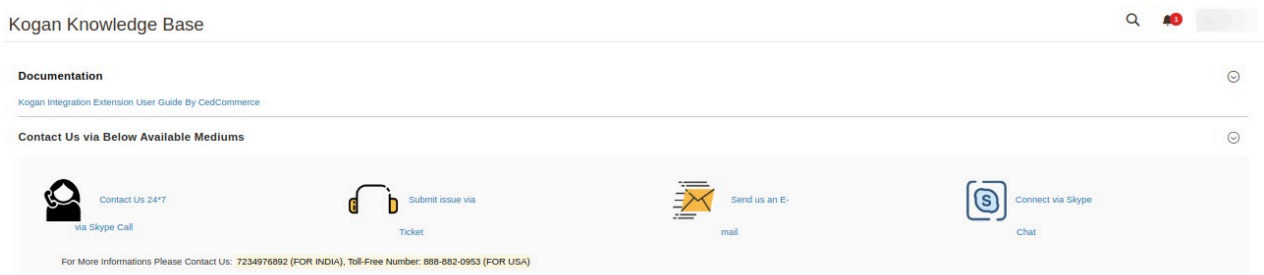 Kogan Knowledge Base
1
Documentation
Kogan Integration Extension User Guide By CedCommerce
Contact Us via Below Available Mediums
Contact Us 24*7
via Skype Call
Submit issue via
Ticket
Send us an E-
mail
S
Connect via Skype
Chat
For More Informations Please Contact Us: 7234976892 (FOR INDIA), Toll-Free Number: 888-882-0953 (FOR USA)